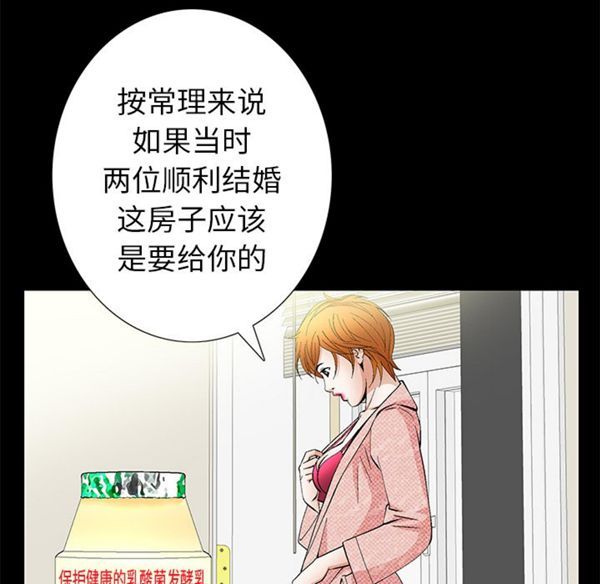 按常理来说
如果当时
两位顺利结婚
这房子应该
是要给你的
保护健康的乳酸菌发酵乳